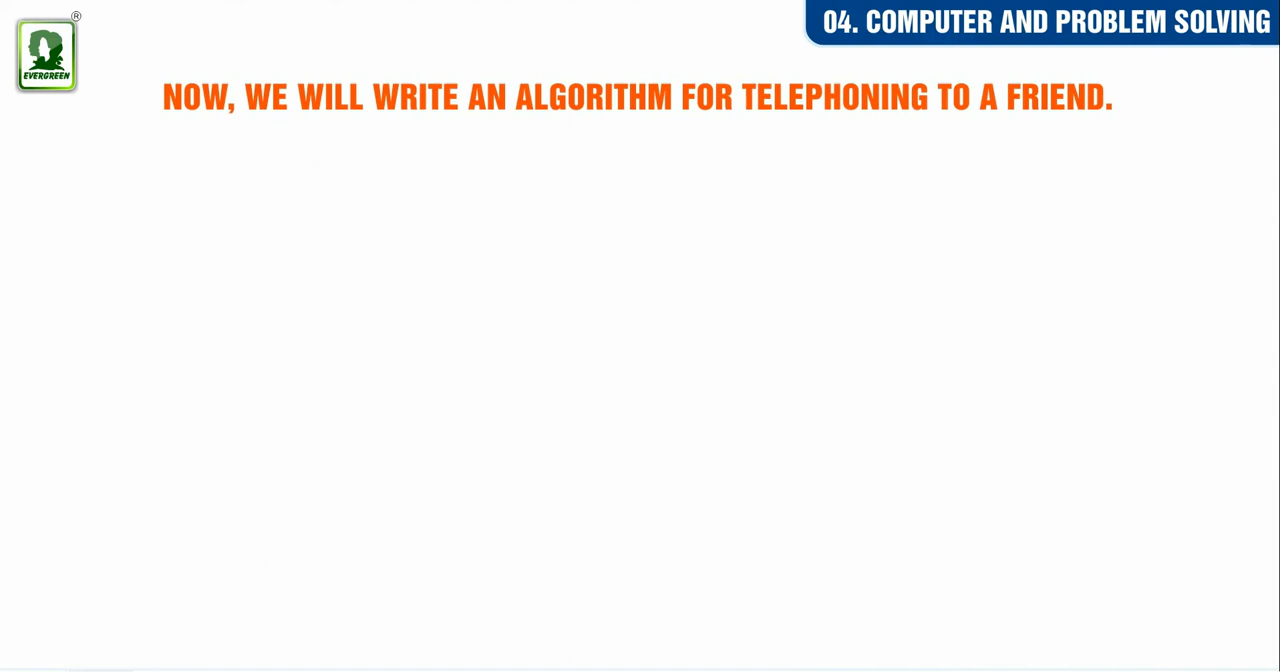 ®
EVERGREEN
04. COMPUTER AND PROBLEM SOLVING
NOW, WE WILL WRITE AN ALGORITHM FOR TELEPHONING TO A FRIEND.